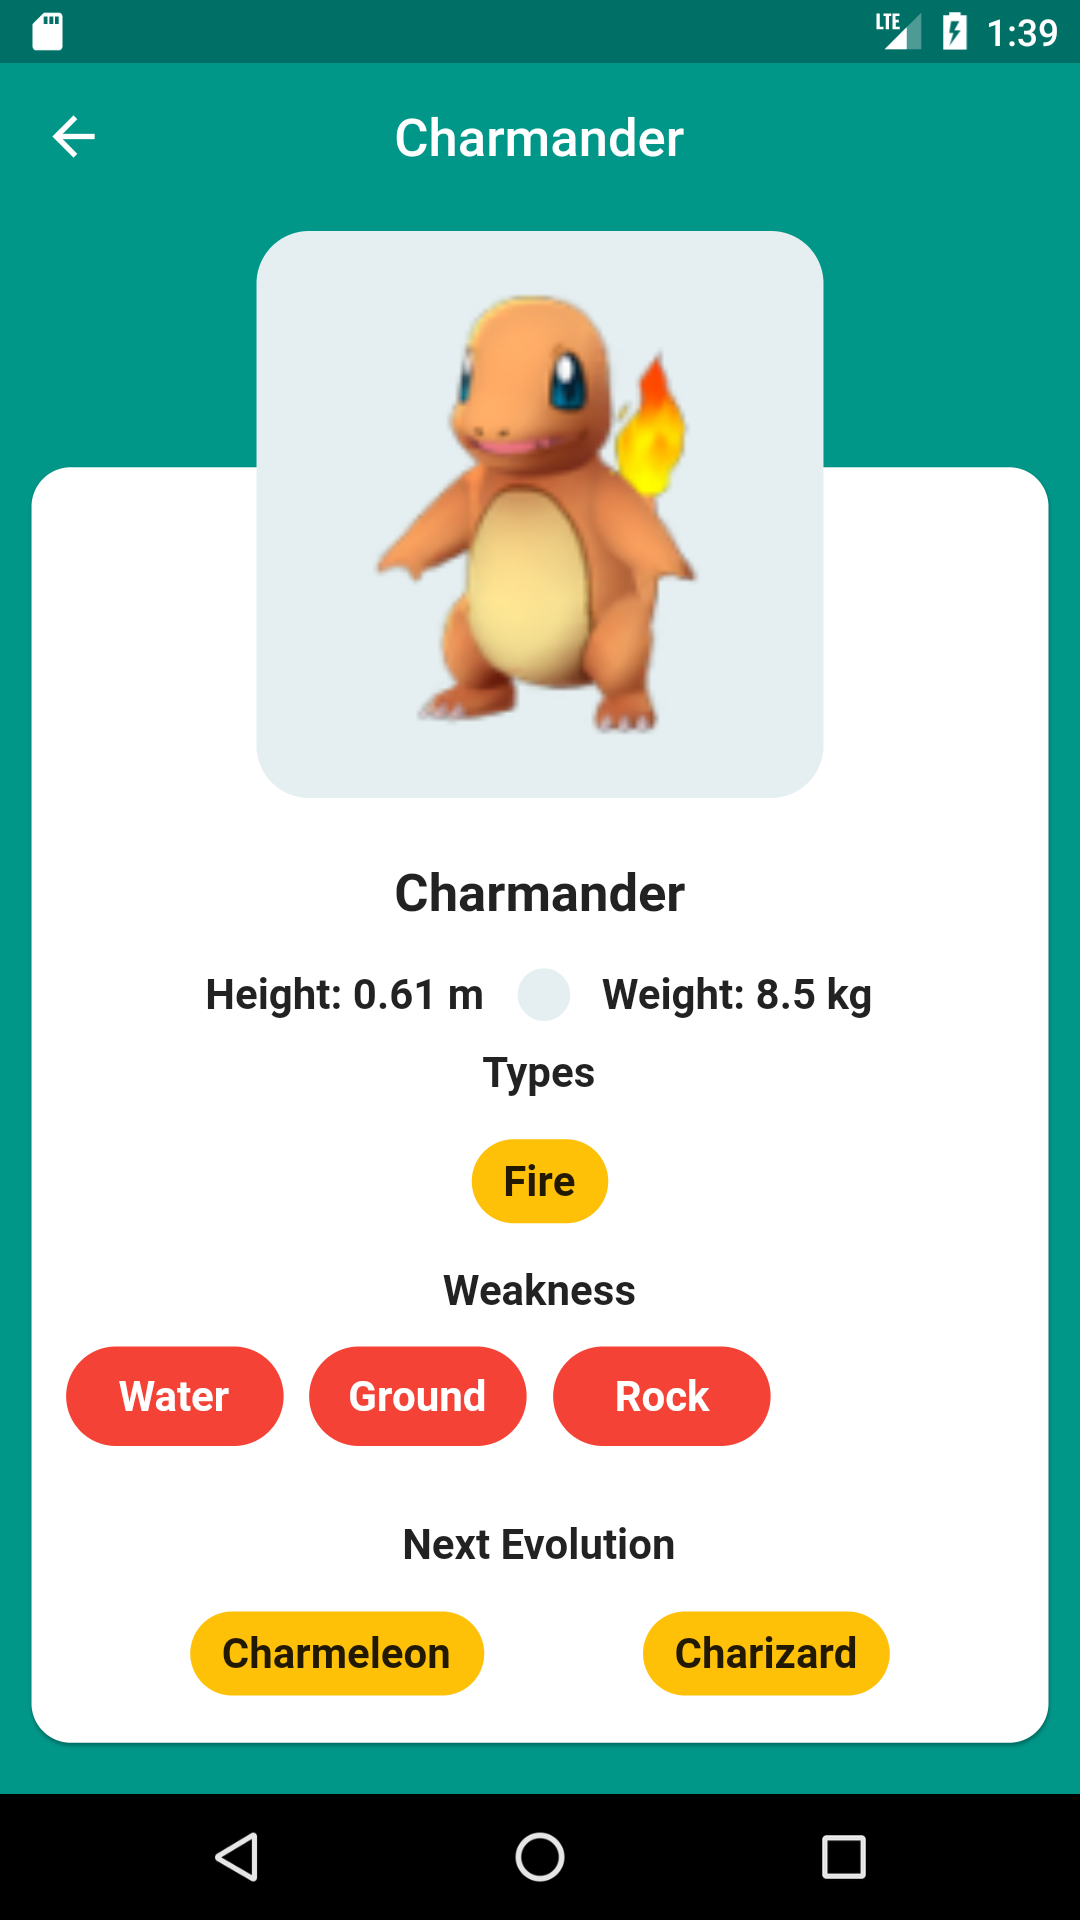 LTE 1:39
Charmander
Charmander
Height: 0.61 m Weight: 8.5 kg
Types
Fire
Weakness
Water Ground Rock
Next Evolution
Charmeleon Charizard